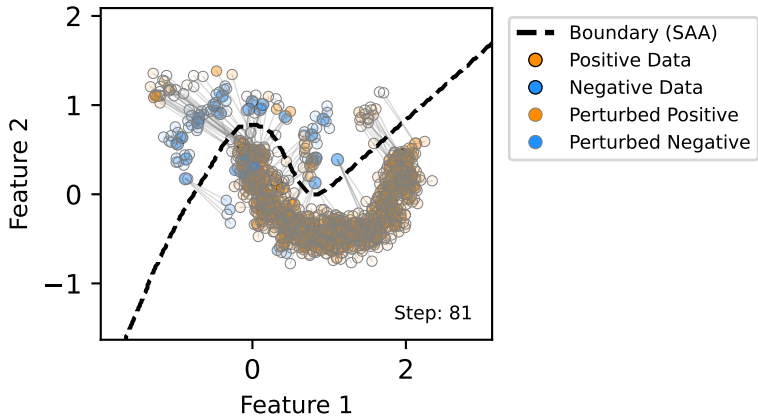 2
1
0
−1
Feature 2
0
2
Feature 1
Step: 81
Boundary (SAA)
Positive Data
Negative Data
Perturbed Positive
Perturbed Negative